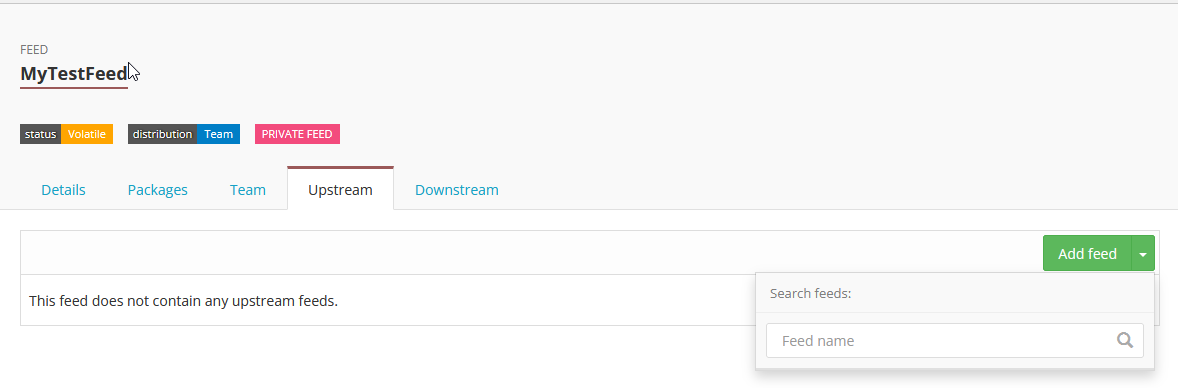 FEED
MyTestFeed
status Volatile distribution Team PRIVATE FEED
Details Packages Team Upstream Downstream
Add feed
This feed does not contain any upstream feeds.
Search feeds:
Feed name